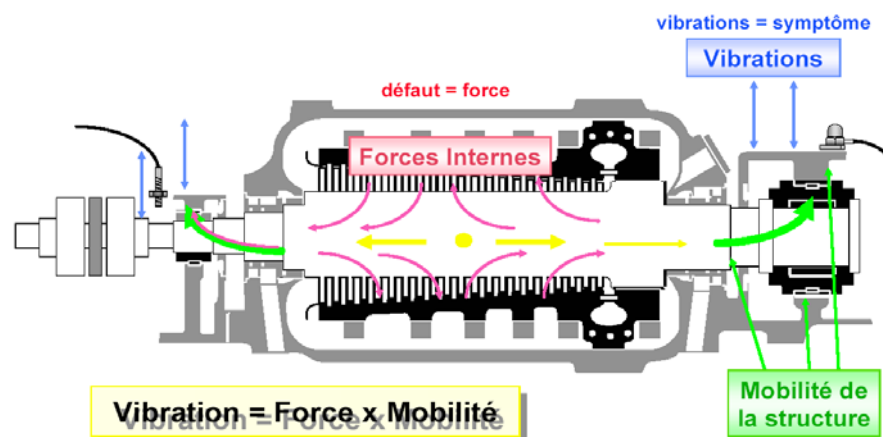 vibrations = symptôme
Vibrations
défaut = force
Forces Internes
Mobilité de
la structure
Vibration = Force x Mobilité